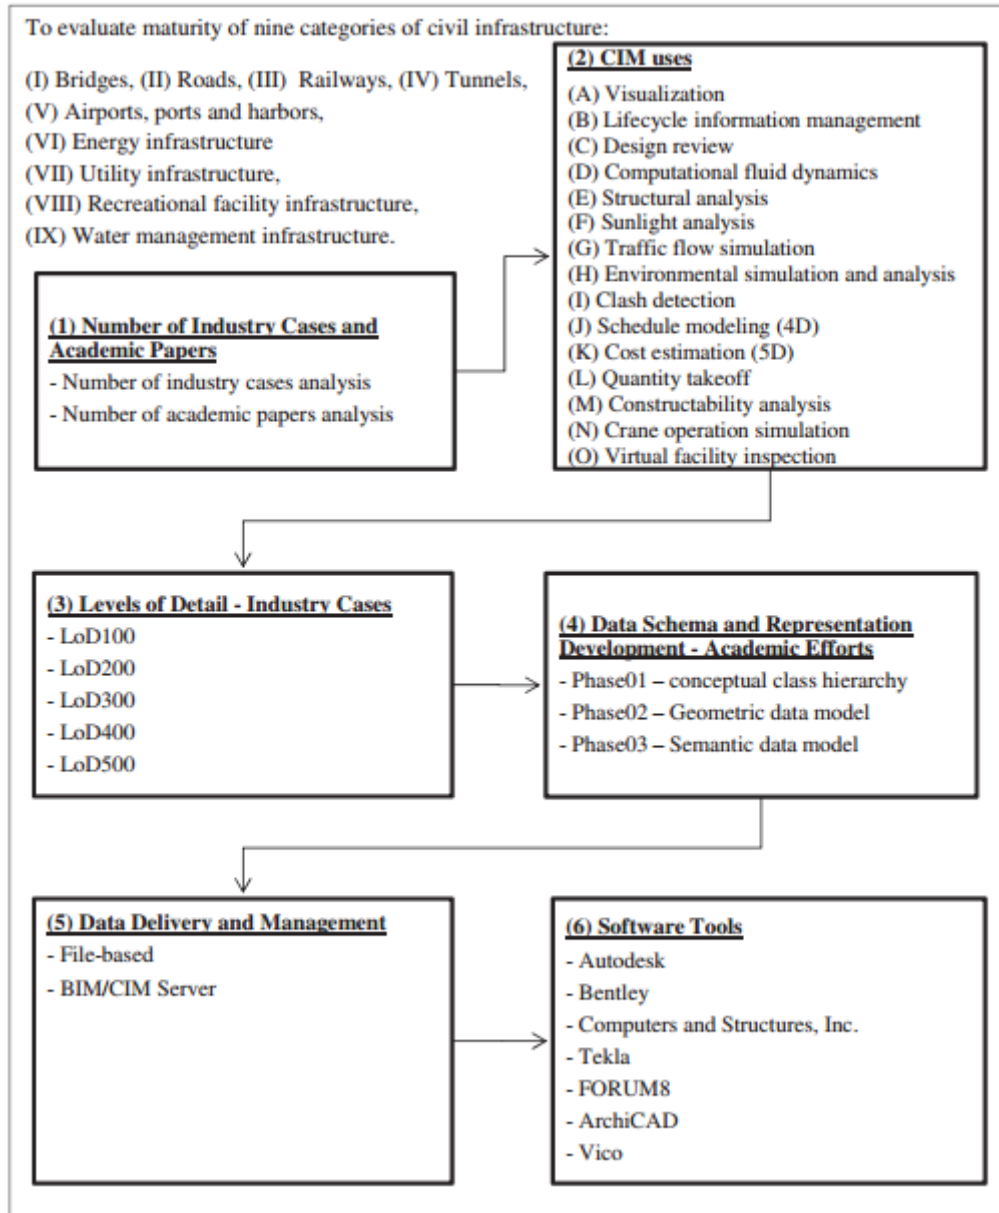 To evaluate maturity of nine categories of civil infrastructure:
(I) Bridges, (II) Roads, (III) Railways, (IV) Tunnels,
(V) Airports, ports and harbors,
(VI) Energy infrastructure
(VII) Utility infrastructure,
(VIII) Recreational facility infrastructure,
(IX) Water management infrastructure.
(1) Number of Industry Cases and
Academic Papers
- Number of industry cases analysis
- Number of academic papers analysis
(2) CIM uses
(A) Visualization
(B) Lifecycle information management
(C) Design review
(D) Computational fluid dynamics
(E) Structural analysis
(F) Sunlight analysis
(G) Traffic flow simulation
(H) Environmental simulation and analysis
(I) Clash detection
(J) Schedule modeling (4D)
(K) Cost estimation (5D)
(L) Quantity takeoff
(M) Constructability analysis
(N) Crane operation simulation
(O) Virtual facility inspection
(3) Levels of Detail - Industry Cases
- LoD100
- LoD200
- LoD300
- LoD400
- LoD500
(4) Data Schema and Representation
Development - Academic Efforts
- Phase01 – conceptual class hierarchy
- Phase02 – Geometric data model
- Phase03 – Semantic data model
(5) Data Delivery and Management
- File-based
- BIM/CIM Server
(6) Software Tools
- Autodesk
- Bentley
- Computers and Structures, Inc.
- Tekla
- FORUM8
- ArchiCAD
- Vico